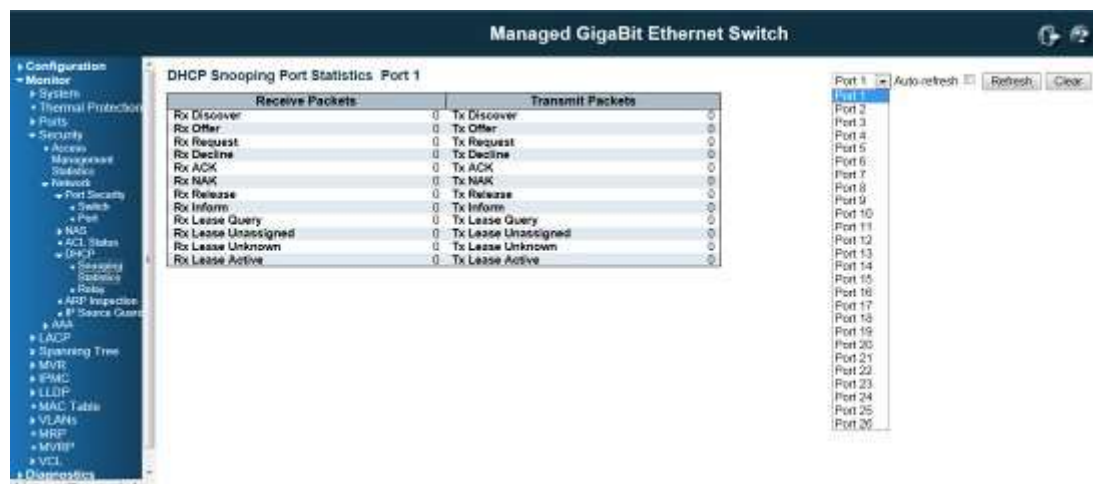 Managed GigaBit Ethernet Switch
Configuration
Monitor
System
Thermal Protection
Ports
Security
Access
Management
Statistics
Network
Port Security
Switch
Port
NAS
ACL Status
DHCP
Snooping
Statistics
Relay
ARP Inspection
IP Source Guard
AAA
LACP
Spanning Tree
MVR
IPMC
LLDP
MAC Table
VLANs
MRP
MVRP
VCL
Diagnostics
DHCP Snooping Port Statistics Port 1
Port 1 Auto-refresh Refresh Clear
Receive Packets Transmit Packets
Rx Discover 0 Tx Discover 0
Rx Offer 0 Tx Offer 0
Rx Request 0 Tx Request 0
Rx Decline 0 Tx Decline 0
Rx ACK 0 Tx ACK 0
Rx NAK 0 Tx NAK 0
Rx Release 0 Tx Release 0
Rx Inform 0 Tx Inform 0
Rx Lease Query 0 Tx Lease Query 0
Rx Lease Unassigned 0 Tx Lease Unassigned 0
Rx Lease Unknown 0 Tx Lease Unknown 0
Rx Lease Active 0 Tx Lease Active 0
Port 1
Port 2
Port 3
Port 4
Port 5
Port 6
Port 7
Port 8
Port 9
Port 10
Port 11
Port 12
Port 13
Port 14
Port 15
Port 16
Port 17
Port 18
Port 19
Port 20
Port 21
Port 22
Port 23
Port 24
Port 25
Port 26